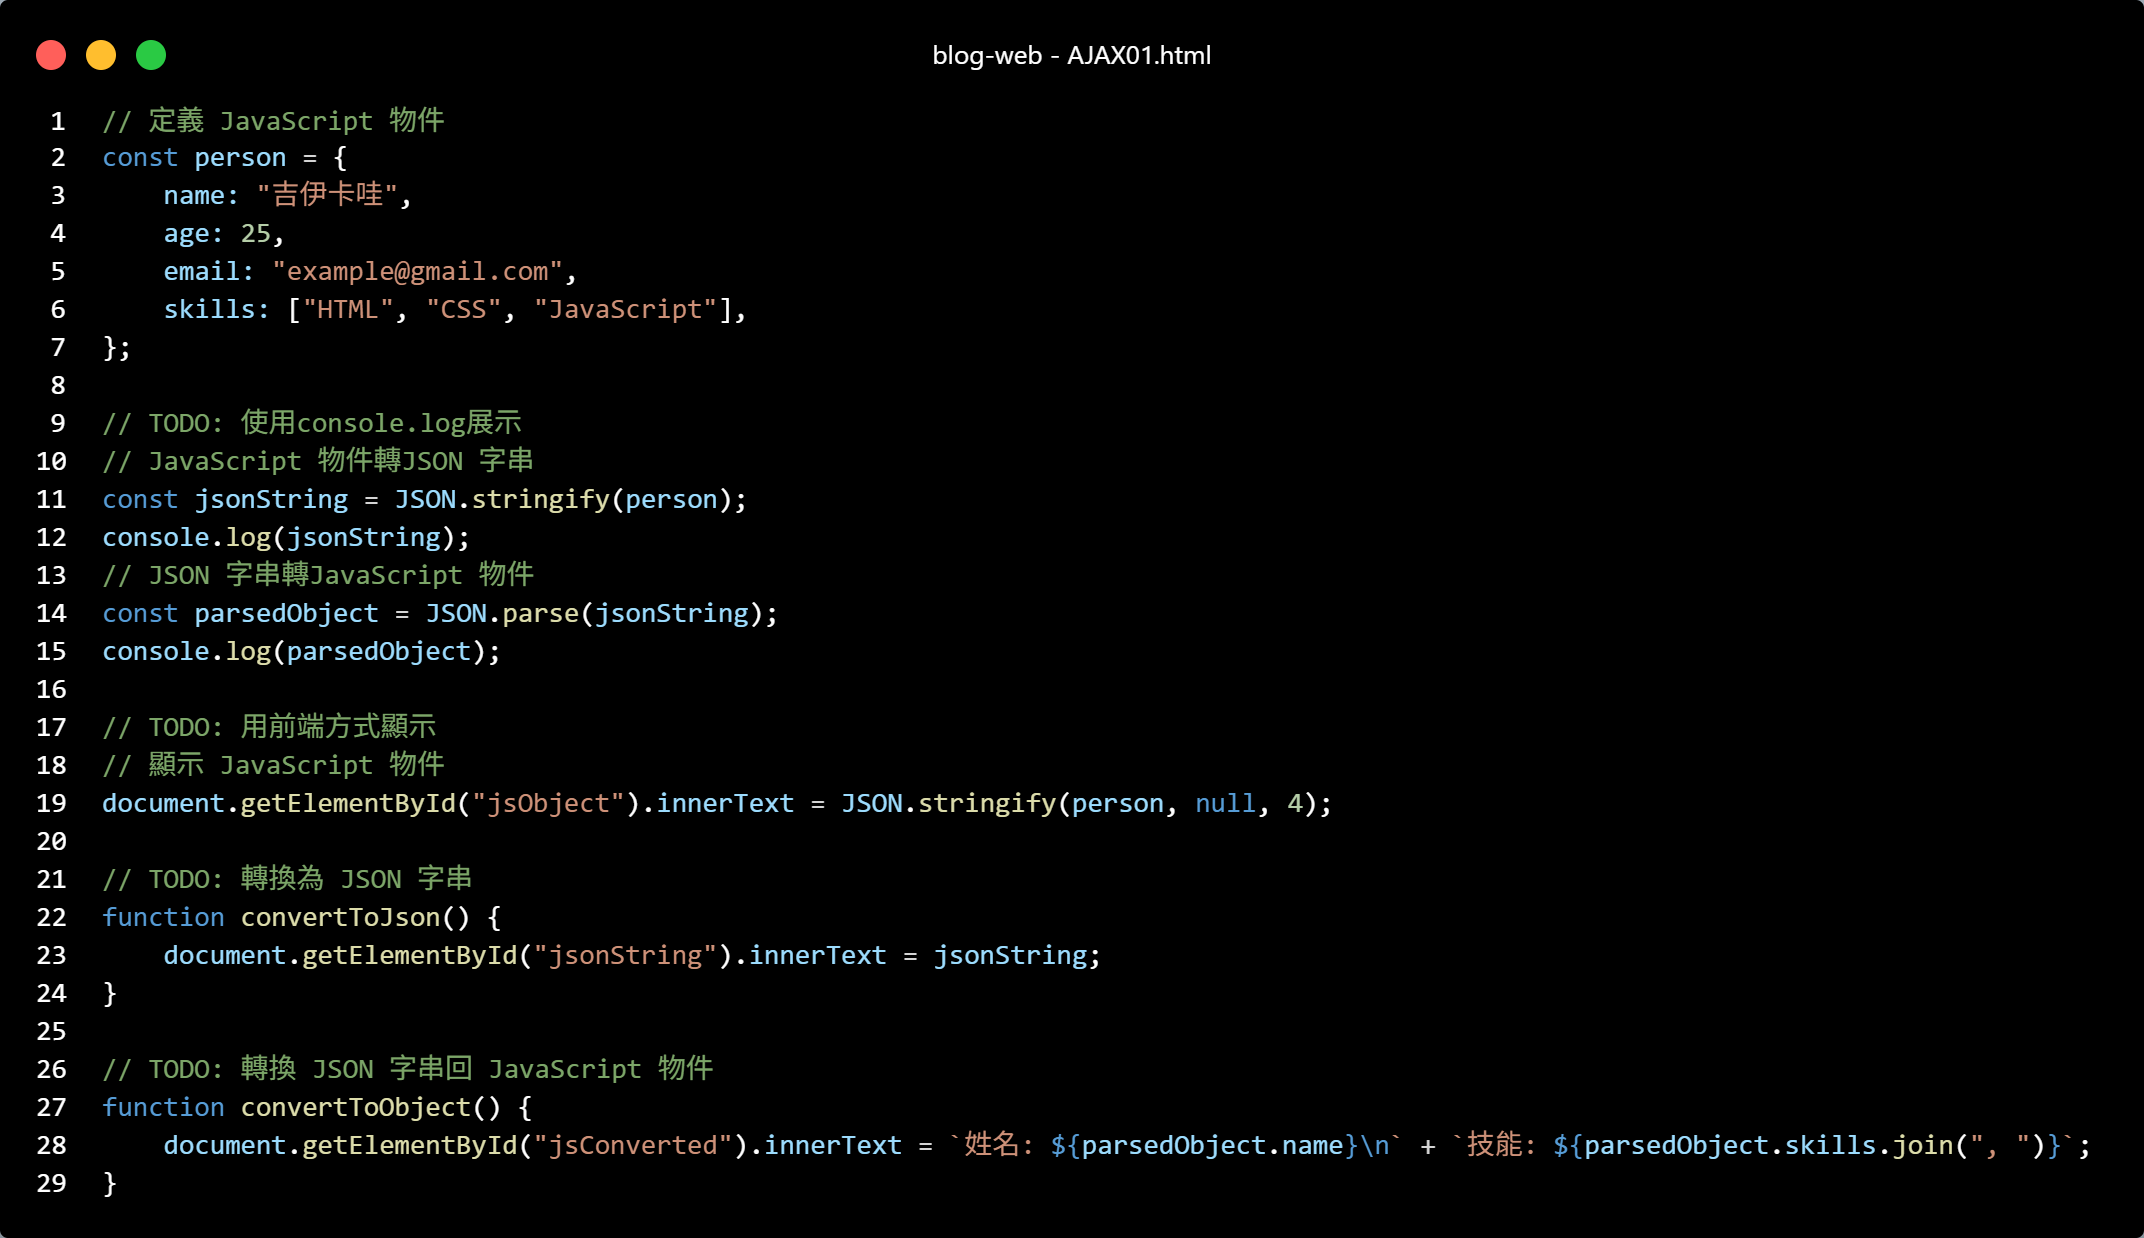 blog-web - AJAX01.html
1 // 定義 JavaScript 物件
2 const person = {
3     name: "吉伊卡哇",
4     age: 25,
5     email: "example@gmail.com",
6     skills: ["HTML", "CSS", "JavaScript"],
7 };
8
9 // TODO: 使用console.log展示
10 // JavaScript 物件轉JSON 字串
11 const jsonString = JSON.stringify(person);
12 console.log(jsonString);
13 // JSON 字串轉JavaScript 物件
14 const parsedObject = JSON.parse(jsonString);
15 console.log(parsedObject);
16
17 // TODO: 用前端方式顯示
18 // 顯示 JavaScript 物件
19 document.getElementById("jsObject").innerText = JSON.stringify(person, null, 4);
20
21 // TODO: 轉換為 JSON 字串
22 function convertToJson() {
23     document.getElementById("jsonString").innerText = jsonString;
24 }
25
26 // TODO: 轉換 JSON 字串回 JavaScript 物件
27 function convertToObject() {
28     document.getElementById("jsConverted").innerText = `姓名: ${parsedObject.name}\n` + `技能: ${parsedObject.skills.join(", ")}`;
29 }